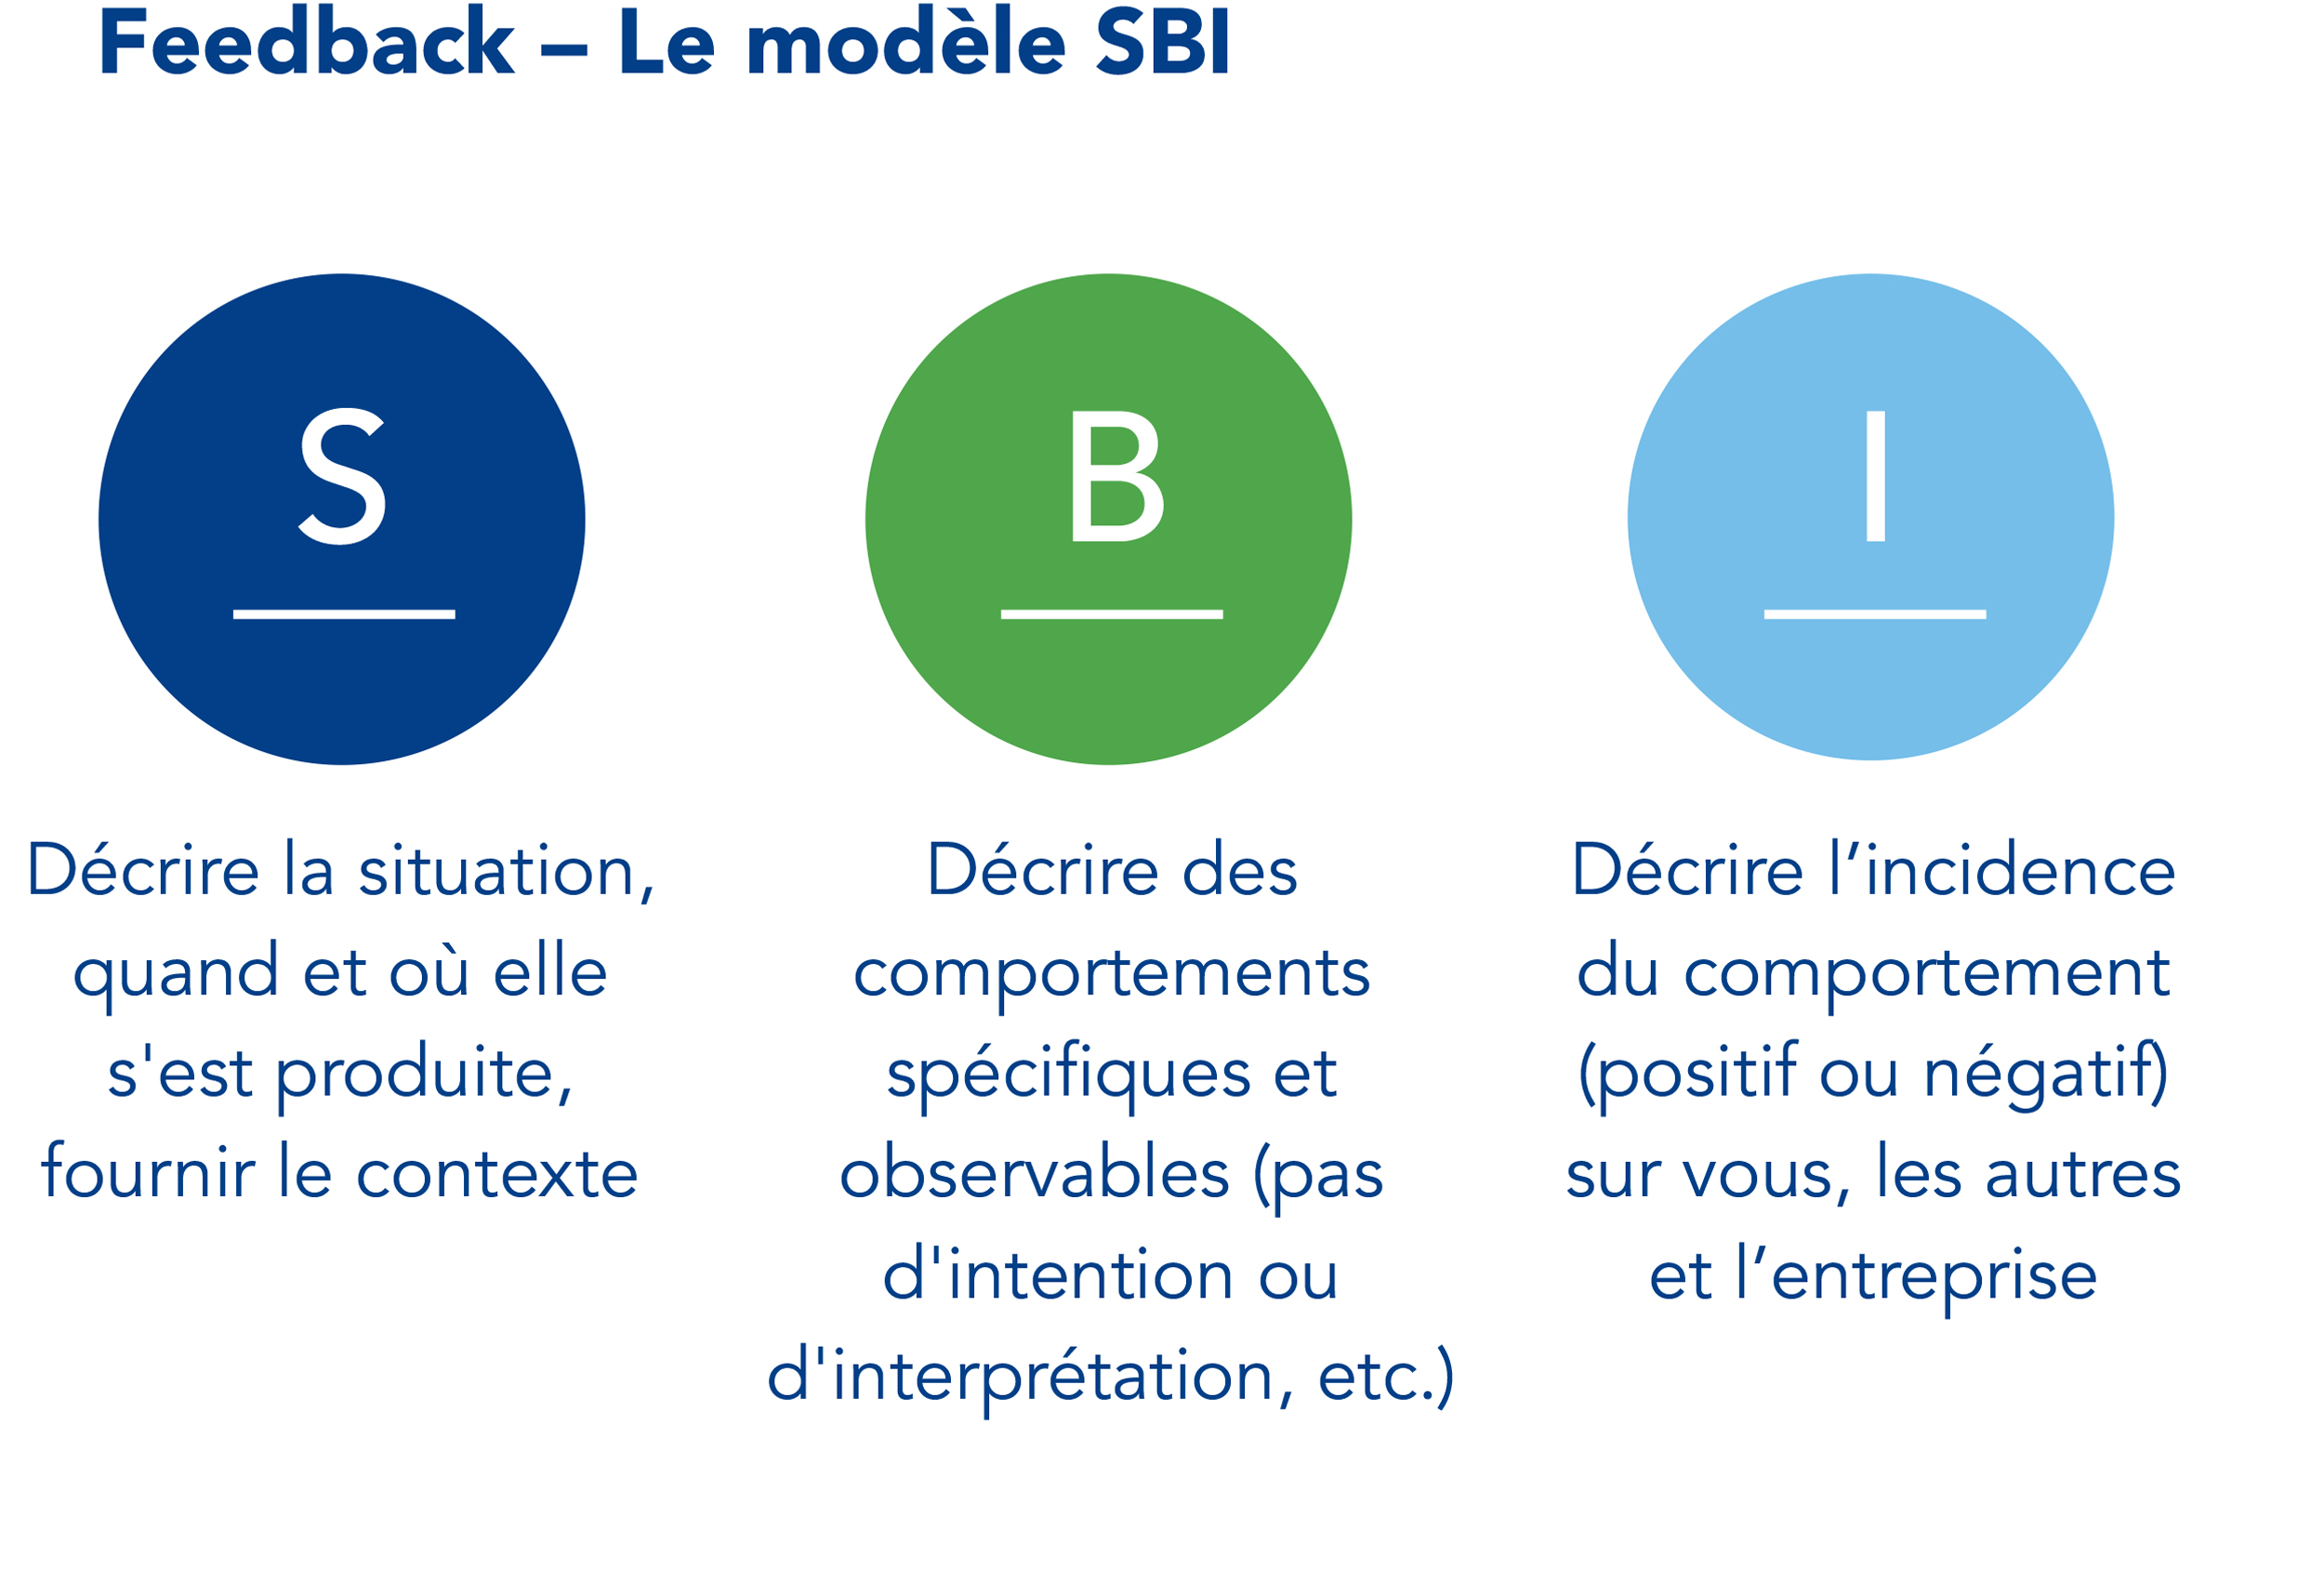 Feedback – Le modèle SBI
S
Décrire la situation,
quand et où elle
s'est produite,
fournir le contexte
B
Décrire des
comportements
spécifiques et
observables (pas
d'intention ou
d'interprétation, etc.)
I
Décrire l’incidence
du comportement
(positif ou négatif)
sur vous, les autres
et l’entreprise